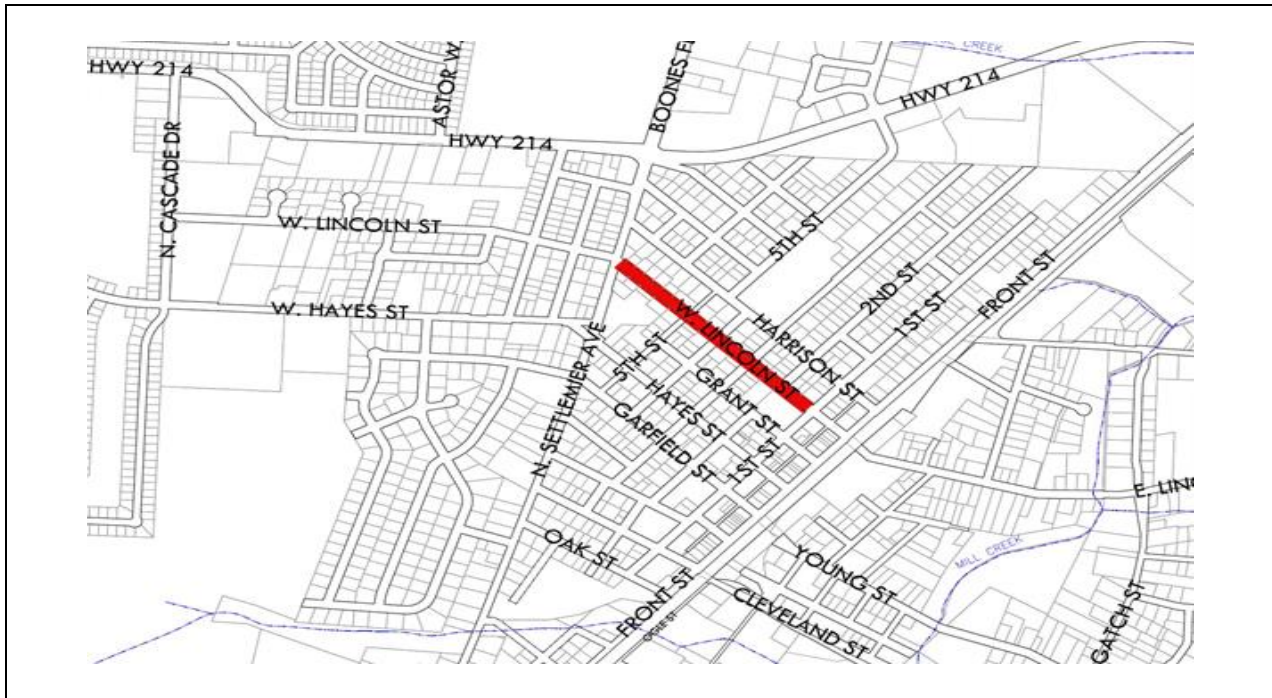 MILL CREEK
HWY 214
ASTOR W
BOONES F
HWY 214
HWY 214
N. CASCADE DR
W. LINCOLN ST
5TH ST
2ND ST
1ST ST
FRONT ST
W. HAYES ST
W. LINCOLN ST
HARRISON ST
N. SETTLEMIER AVE
5TH ST
GRANT ST
HAYES ST
GARFIELD ST
1ST ST
E. LINC
OAK ST
YOUNG ST
MILL CREEK
FRONT ST
CLEVELAND ST
GATCH ST